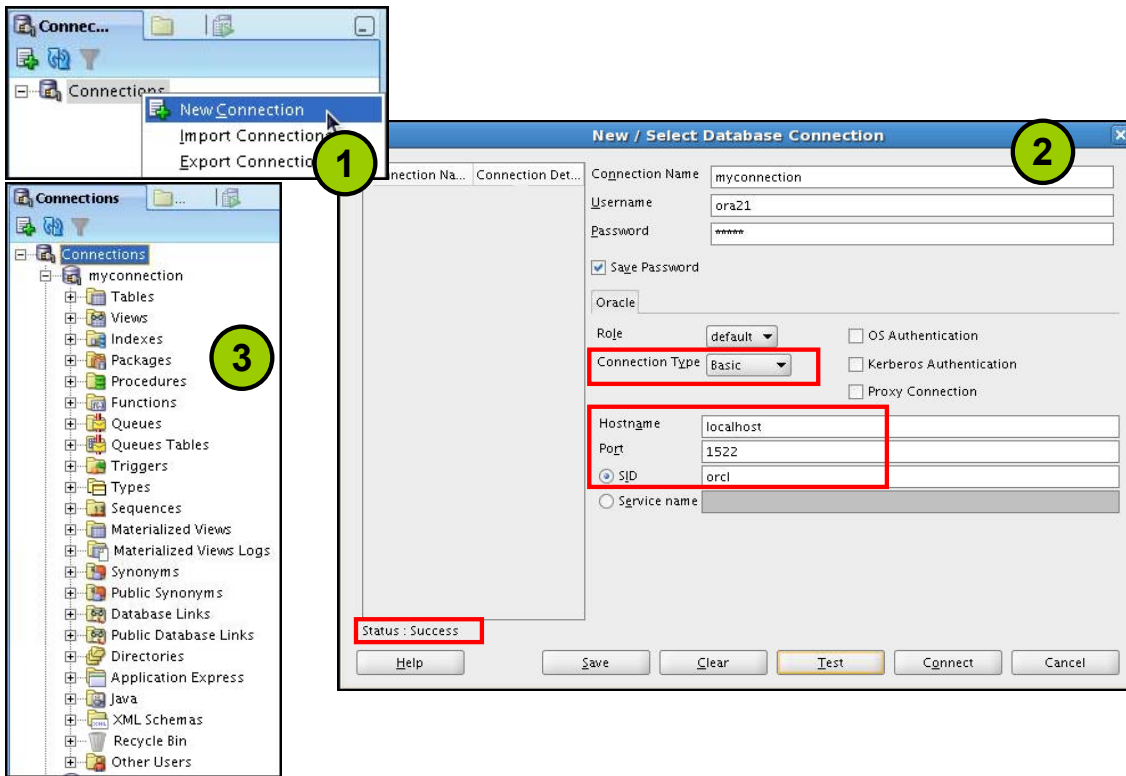 Connec...
Connections
New Connection
Import Connection
Export Connectio
1
Connections
Connections
myconnection
Tables
Views
Indexes
Packages
Procedures
Functions
Queues
Queues Tables
Triggers
Types
Sequences
Materialized Views
Materialized Views Logs
Synonyms
Public Synonyms
Database Links
Public Database Links
Directories
Application Express
Java
XML Schemas
Recycle Bin
Other Users
3
New / Select Database Connection
2
nnection Na... Connection Det...
Connection Name myconnection
Username ora21
Password *****
Save Password
Oracle
Role default OS Authentication
Connection Type Basic Kerberos Authentication
Proxy Connection
Hostname localhost
Port 1522
SID orcl
Service name
Status : Success
Help Save Clear Test Connect Cancel